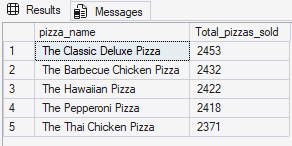 Results Messages
pizza_name Total_pizzas_sold
1 The Classic Deluxe Pizza 2453
2 The Barbecue Chicken Pizza 2432
3 The Hawaiian Pizza 2422
4 The Pepperoni Pizza 2418
5 The Thai Chicken Pizza 2371